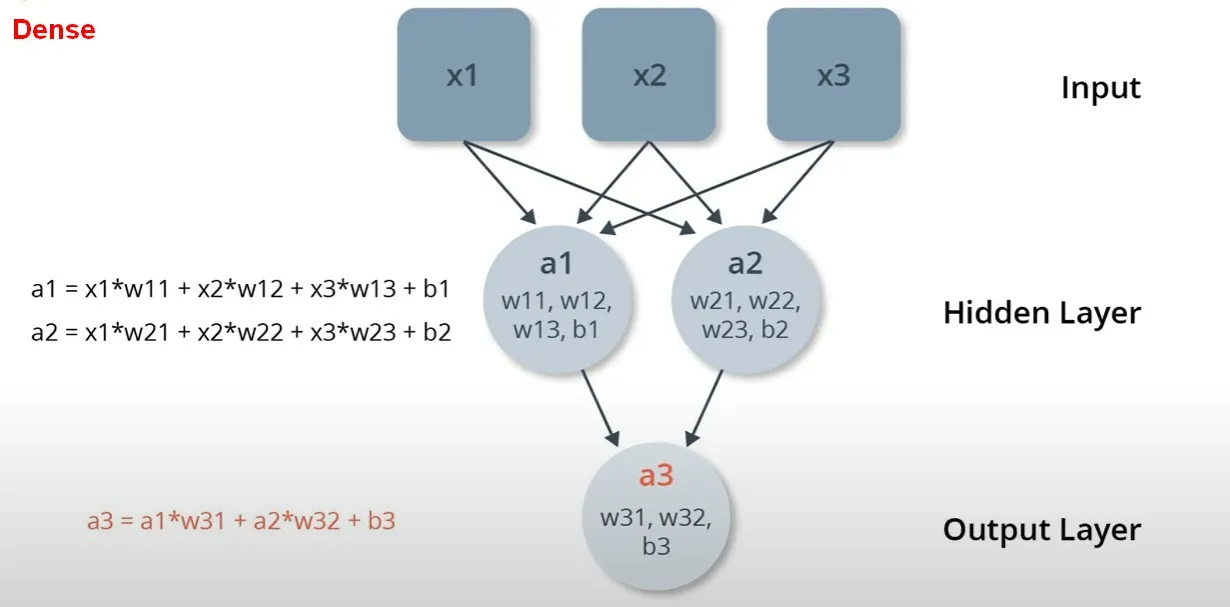 Dense
x1
x2
x3
Input
a1
w11, w12,
w13, b1
a2
w21, w22,
w23, b2
a1 = x1*w11 + x2*w12 + x3*w13 + b1
a2 = x1*w21 + x2*w22 + x3*w23 + b2
Hidden Layer
a3
w31, w32,
b3
a3 = a1*w31 + a2*w32 + b3
Output Layer